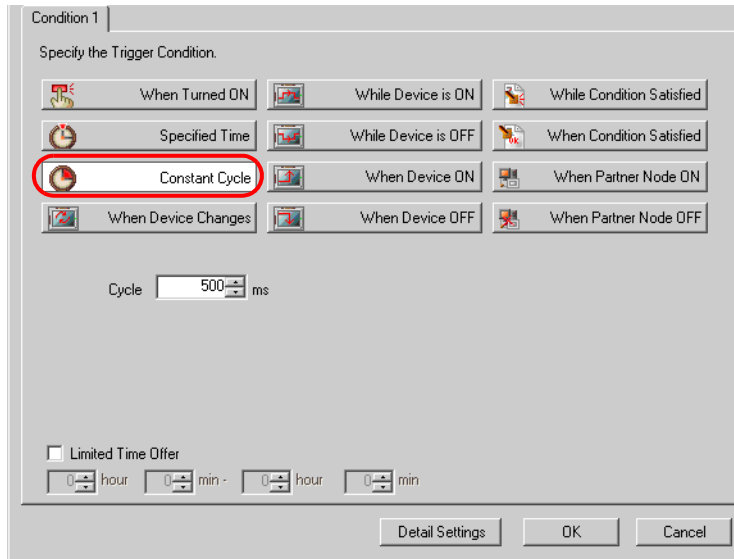 Condition 1
Specify the Trigger Condition.
When Turned ON While Device is ON While Condition Satisfied
Specified Time While Device is OFF When Condition Satisfied
Constant Cycle When Device ON When Partner Node ON
When Device Changes When Device OFF When Partner Node OFF
Cycle 500 ms
Limited Time Offer
0 hour 0 min - 0 hour 0 min
Detail Settings OK Cancel